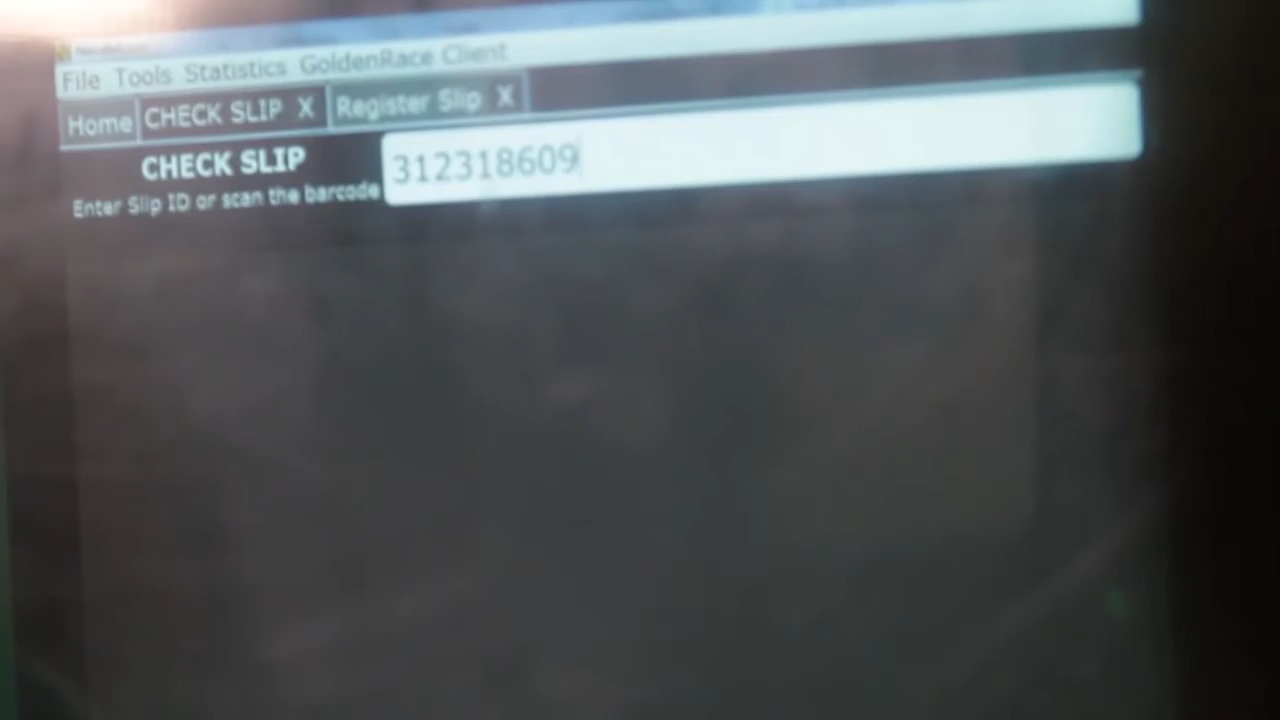 File Tools Statistics GoldenRace Client
Home CHECK SLIP X Register Slip X
CHECK SLIP
312318609
Enter Slip ID or scan the barcode